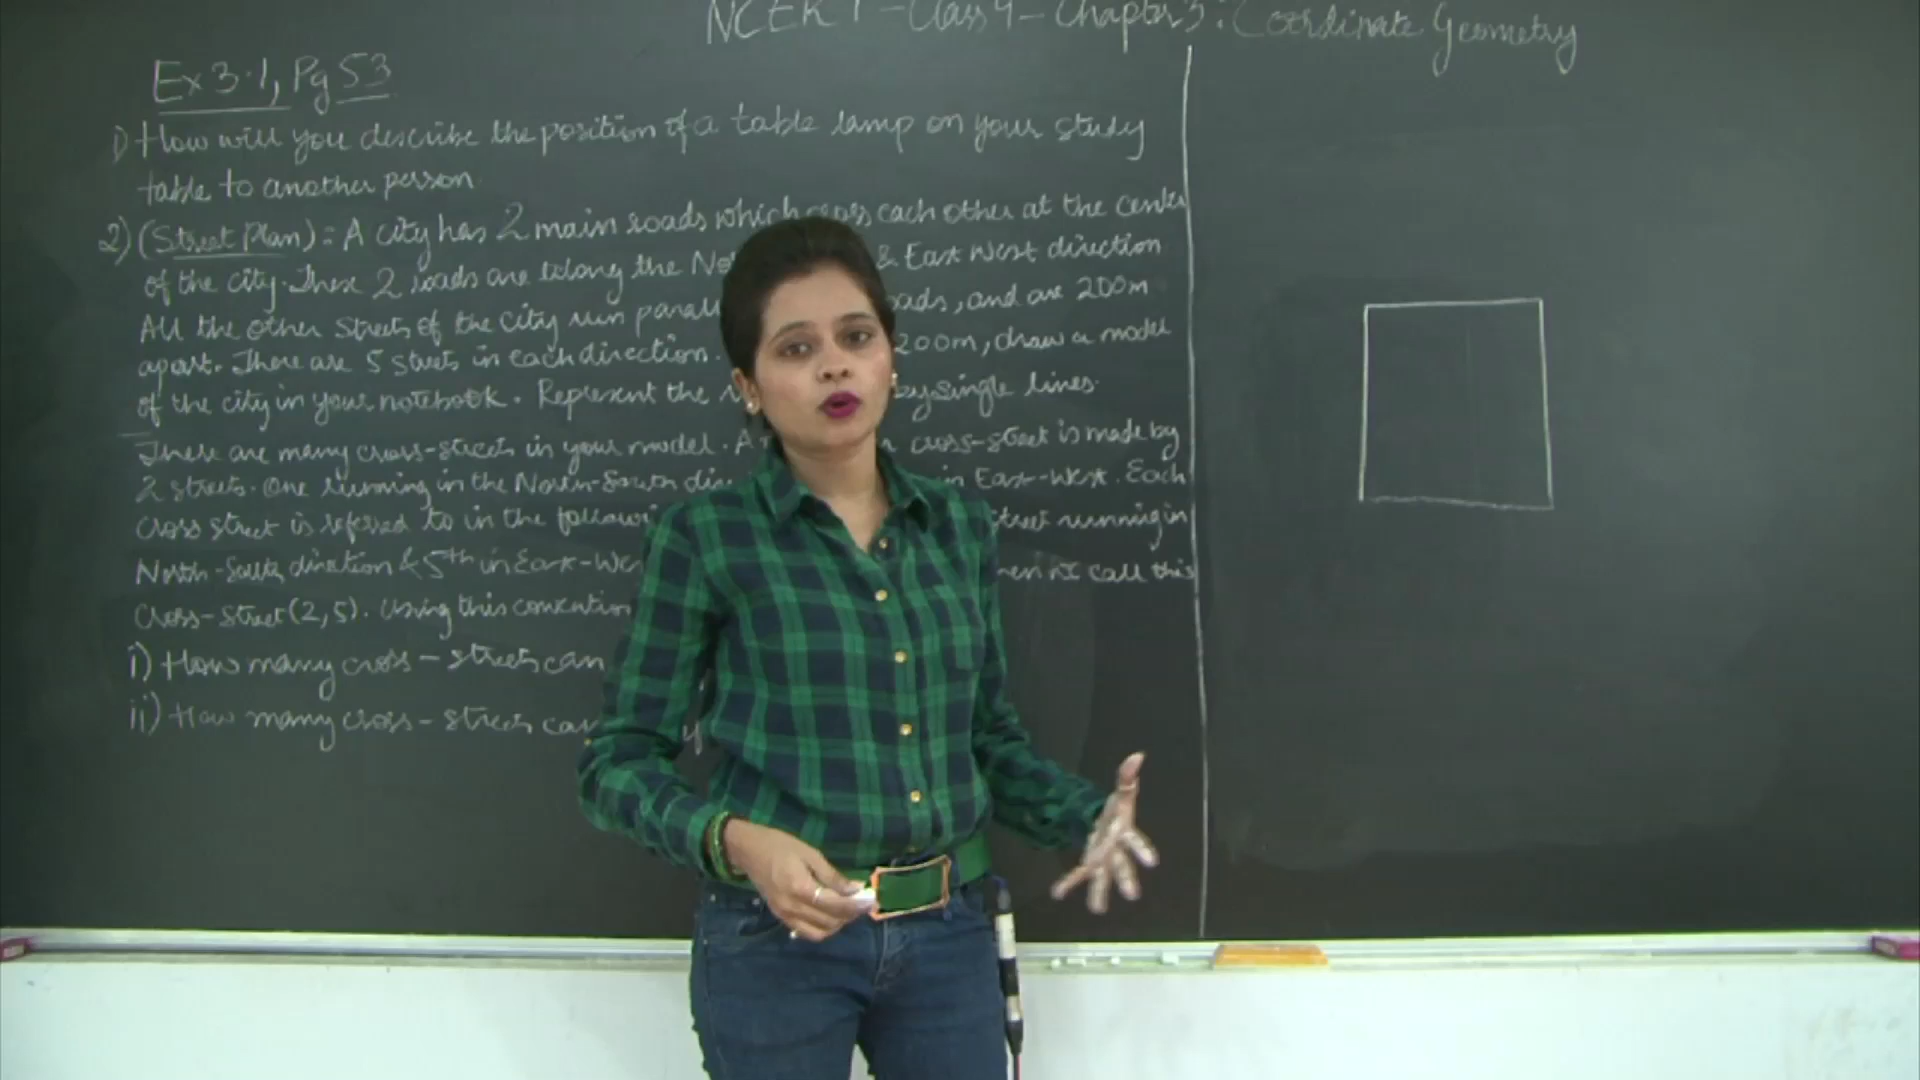 NCERT - Class 9 - Chapter 3: Coordinate Geometry
Ex 3.1, Pg 53
1) How will you describe the position of a table lamp on your study
table to another person
2) (Street Plan): A city has 2 main roads which cross each other at the center
of the city. These 2 roads are along the No & East West direction
All the other streets of the city run parall oads, and are 200m
apart. There are 5 streets in each direction. 200m, draw a model
of the city in your notebook. Represent the by single lines.
There are many cross-streets in your model. A cross-street is made by
2 streets. One running in the North-South dir in East-West. Each
cross street is referred to in the followi street running in
North-South direction & 5th in East-Wes call this
Cross-Street (2, 5). Using this convention
i) How many cross-streets can
ii) How many cross-streets can